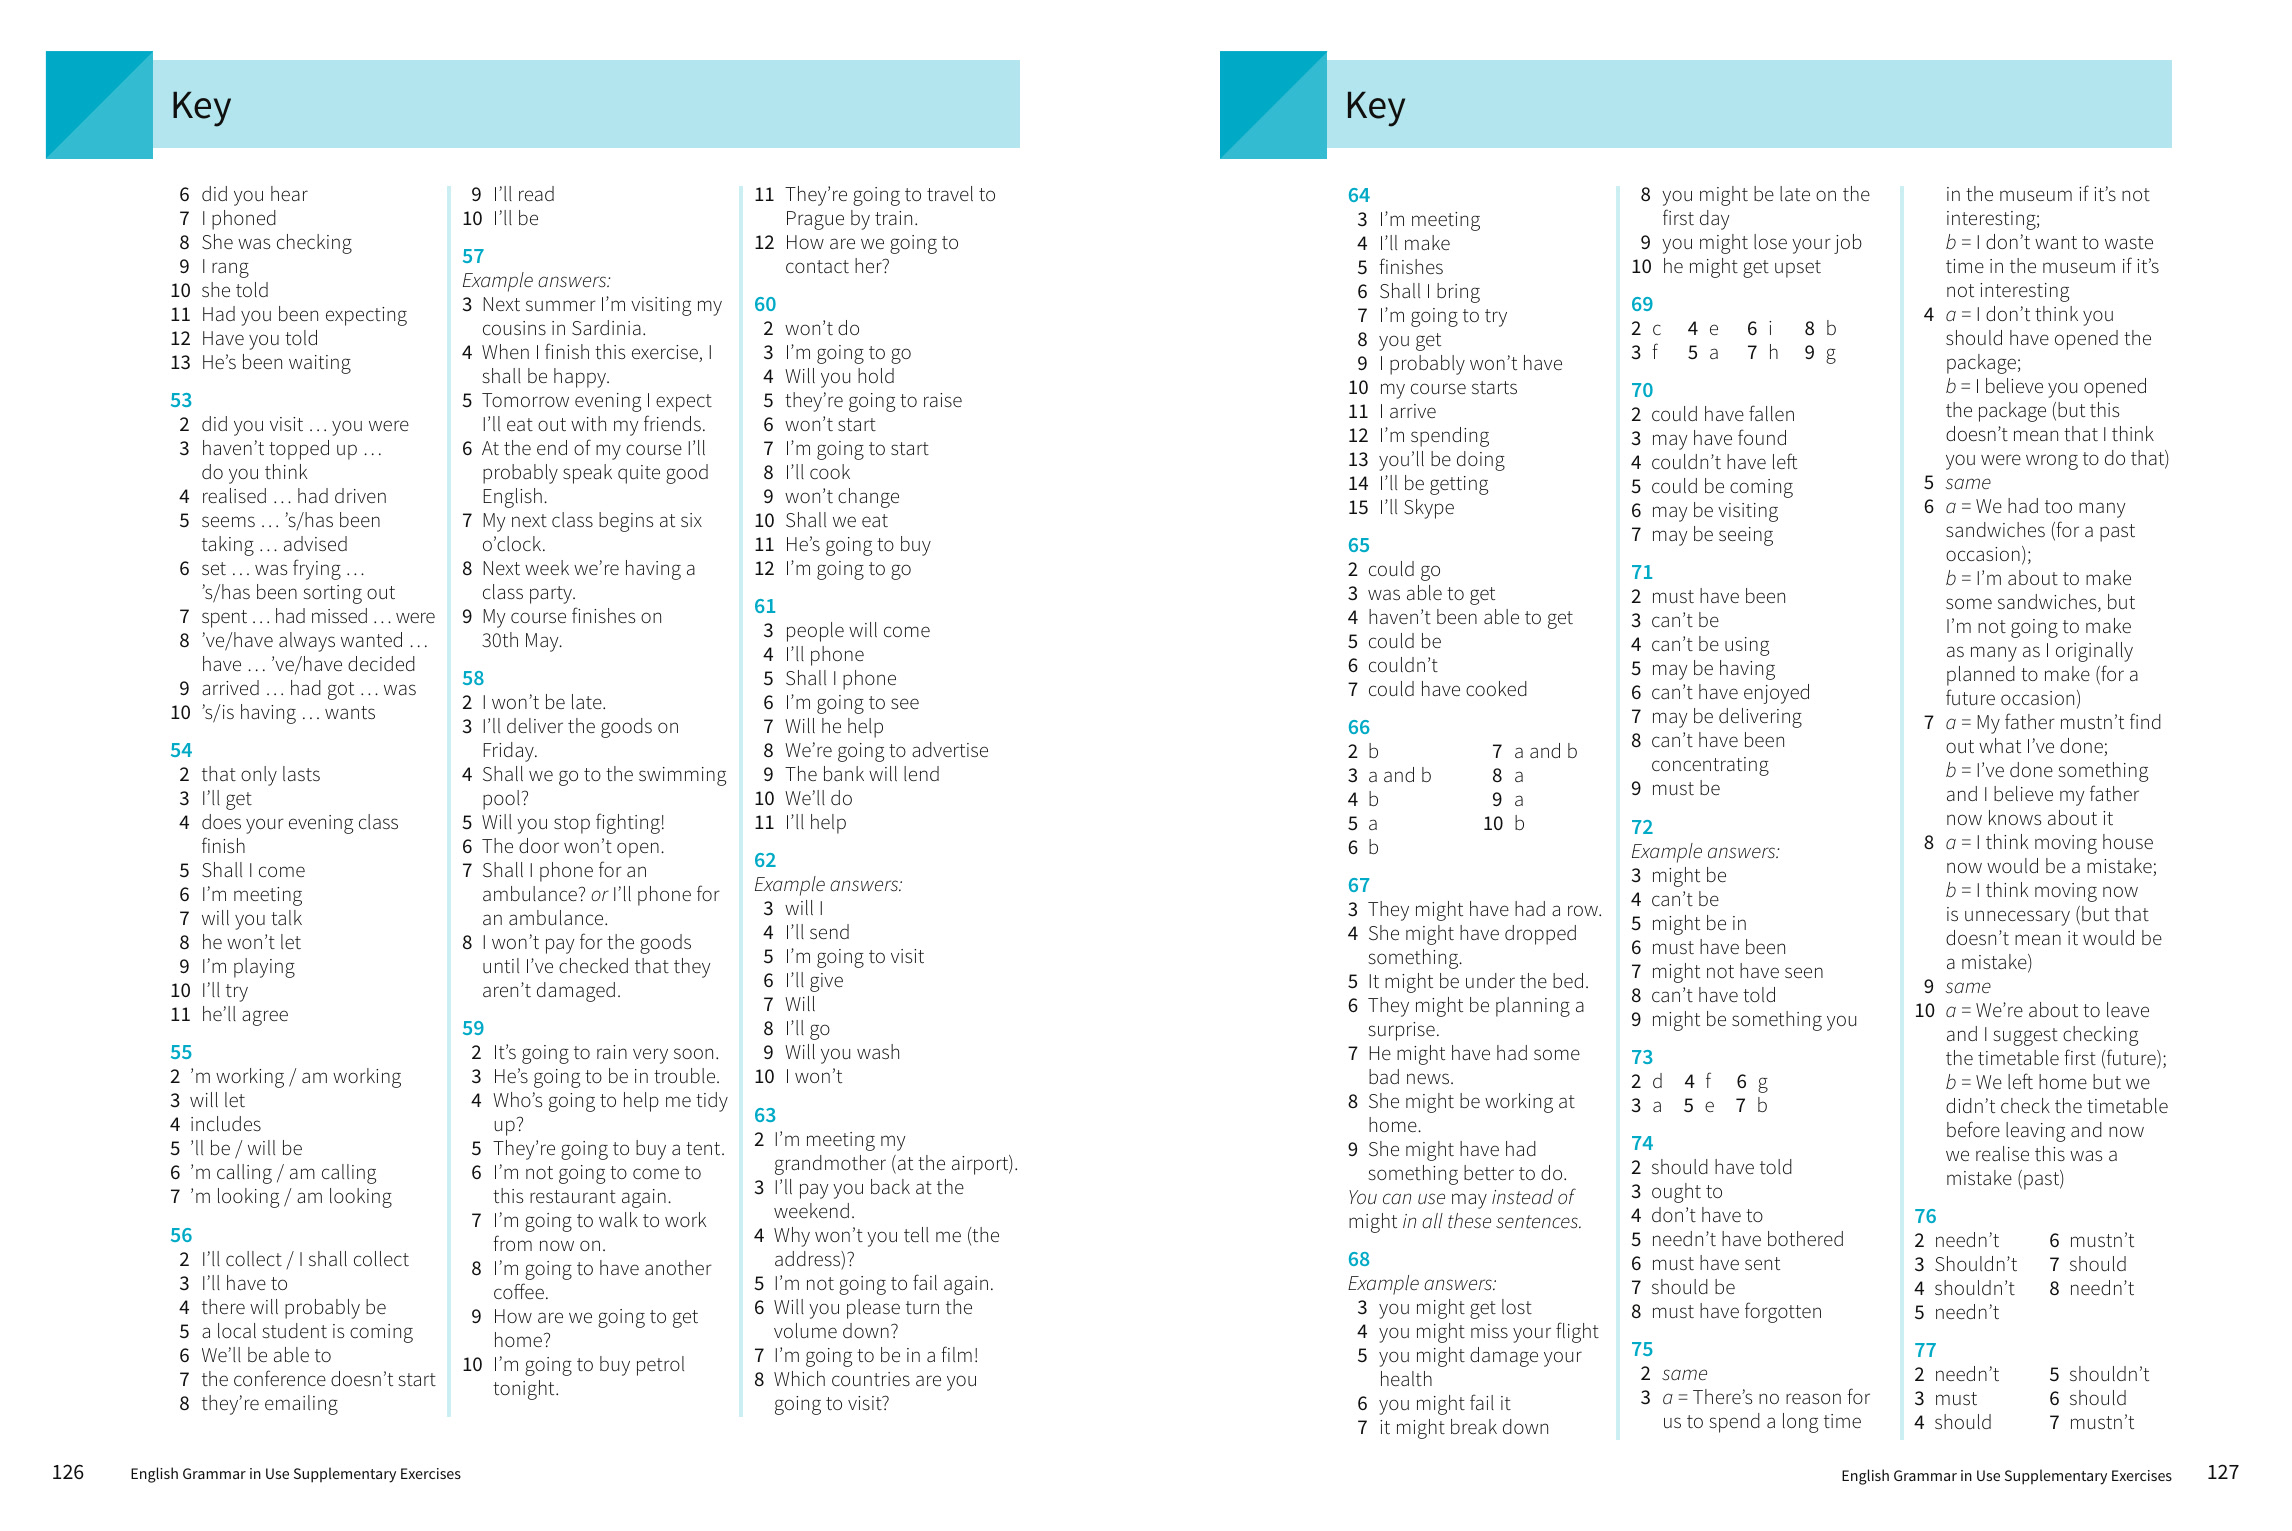 Key
6 did you hear
7 I phoned
8 She was checking
9 I rang
10 she told
11 Had you been expecting
12 Have you told
13 He’s been waiting
53
2 did you visit … you were
3 haven’t topped up …
do you think
4 realised … had driven
5 seems … ’s/has been
taking … advised
6 set … was frying …
’s/has been sorting out
7 spent … had missed … were
8 ’ve/have always wanted …
have … ’ve/have decided
9 arrived … had got … was
10 ’s/is having … wants
54
2 that only lasts
3 I’ll get
4 does your evening class
finish
5 Shall I come
6 I’m meeting
7 will you talk
8 he won’t let
9 I’m playing
10 I’ll try
11 he’ll agree
55
2 ’m working / am working
3 will let
4 includes
5 ’ll be / will be
6 ’m calling / am calling
7 ’m looking / am looking
56
2 I’ll collect / I shall collect
3 I’ll have to
4 there will probably be
5 a local student is coming
6 We’ll be able to
7 the conference doesn’t start
8 they’re emailing
9 I’ll read
10 I’ll be
57
Example answers:
3 Next summer I’m visiting my
cousins in Sardinia.
4 When I finish this exercise, I
shall be happy.
5 Tomorrow evening I expect
I’ll eat out with my friends.
6 At the end of my course I’ll
probably speak quite good
English.
7 My next class begins at six
o’clock.
8 Next week we’re having a
class party.
9 My course finishes on
30th May.
58
2 I won’t be late.
3 I’ll deliver the goods on
Friday.
4 Shall we go to the swimming
pool?
5 Will you stop fighting!
6 The door won’t open.
7 Shall I phone for an
ambulance? or I’ll phone for
an ambulance.
8 I won’t pay for the goods
until I’ve checked that they
aren’t damaged.
59
2 It’s going to rain very soon.
3 He’s going to be in trouble.
4 Who’s going to help me tidy
up?
5 They’re going to buy a tent.
6 I’m not going to come to
this restaurant again.
7 I’m going to walk to work
from now on.
8 I’m going to have another
coffee.
9 How are we going to get
home?
10 I’m going to buy petrol
tonight.
11 They’re going to travel to
Prague by train.
12 How are we going to
contact her?
60
2 won’t do
3 I’m going to go
4 Will you hold
5 they’re going to raise
6 won’t start
7 I’m going to start
8 I’ll cook
9 won’t change
10 Shall we eat
11 He’s going to buy
12 I’m going to go
61
3 people will come
4 I’ll phone
5 Shall I phone
6 I’m going to see
7 Will he help
8 We’re going to advertise
9 The bank will lend
10 We’ll do
11 I’ll help
62
Example answers:
3 will I
4 I’ll send
5 I’m going to visit
6 I’ll give
7 Will
8 I’ll go
9 Will you wash
10 I won’t
63
2 I’m meeting my
grandmother (at the airport).
3 I’ll pay you back at the
weekend.
4 Why won’t you tell me (the
address)?
5 I’m not going to fail again.
6 Will you please turn the
volume down?
7 I’m going to be in a film!
8 Which countries are you
going to visit?
126 English Grammar in Use Supplementary Exercises
Key
64
3 I’m meeting
4 I’ll make
5 finishes
6 Shall I bring
7 I’m going to try
8 you get
9 I probably won’t have
10 my course starts
11 I arrive
12 I’m spending
13 you’ll be doing
14 I’ll be getting
15 I’ll Skype
65
2 could go
3 was able to get
4 haven’t been able to get
5 could be
6 couldn’t
7 could have cooked
66
2 b 7 a and b
3 a and b 8 a
4 b 9 a
5 a 10 b
6 b
67
3 They might have had a row.
4 She might have dropped
something.
5 It might be under the bed.
6 They might be planning a
surprise.
7 He might have had some
bad news.
8 She might be working at
home.
9 She might have had
something better to do.
You can use may instead of
might in all these sentences.
68
Example answers:
3 you might get lost
4 you might miss your flight
5 you might damage your
health
6 you might fail it
7 it might break down
8 you might be late on the
first day
9 you might lose your job
10 he might get upset
69
2 c 4 e 6 i 8 b
3 f 5 a 7 h 9 g
70
2 could have fallen
3 may have found
4 couldn’t have left
5 could be coming
6 may be visiting
7 may be seeing
71
2 must have been
3 can’t be
4 can’t be using
5 may be having
6 can’t have enjoyed
7 may be delivering
8 can’t have been
concentrating
9 must be
72
Example answers:
3 might be
4 can’t be
5 might be in
6 must have been
7 might not have seen
8 can’t have told
9 might be something you
73
2 d 4 f 6 g
3 a 5 e 7 b
74
2 should have told
3 ought to
4 don’t have to
5 needn’t have bothered
6 must have sent
7 should be
8 must have forgotten
75
2 same
3 a = There’s no reason for
us to spend a long time
in the museum if it’s not
interesting;
b = I don’t want to waste
time in the museum if it’s
not interesting
4 a = I don’t think you
should have opened the
package;
b = I believe you opened
the package (but this
doesn’t mean that I think
you were wrong to do that)
5 same
6 a = We had too many
sandwiches (for a past
occasion);
b = I’m about to make
some sandwiches, but
I’m not going to make
as many as I originally
planned to make (for a
future occasion)
7 a = My father mustn’t find
out what I’ve done;
b = I’ve done something
and I believe my father
now knows about it
8 a = I think moving house
now would be a mistake;
b = I think moving now
is unnecessary (but that
doesn’t mean it would be
a mistake)
9 same
10 a = We’re about to leave
and I suggest checking
the timetable first (future);
b = We left home but we
didn’t check the timetable
before leaving and now
we realise this was a
mistake (past)
76
2 needn’t 6 mustn’t
3 Shouldn’t 7 should
4 shouldn’t 8 needn’t
5 needn’t
77
2 needn’t 5 shouldn’t
3 must 6 should
4 should 7 mustn’t
English Grammar in Use Supplementary Exercises 127